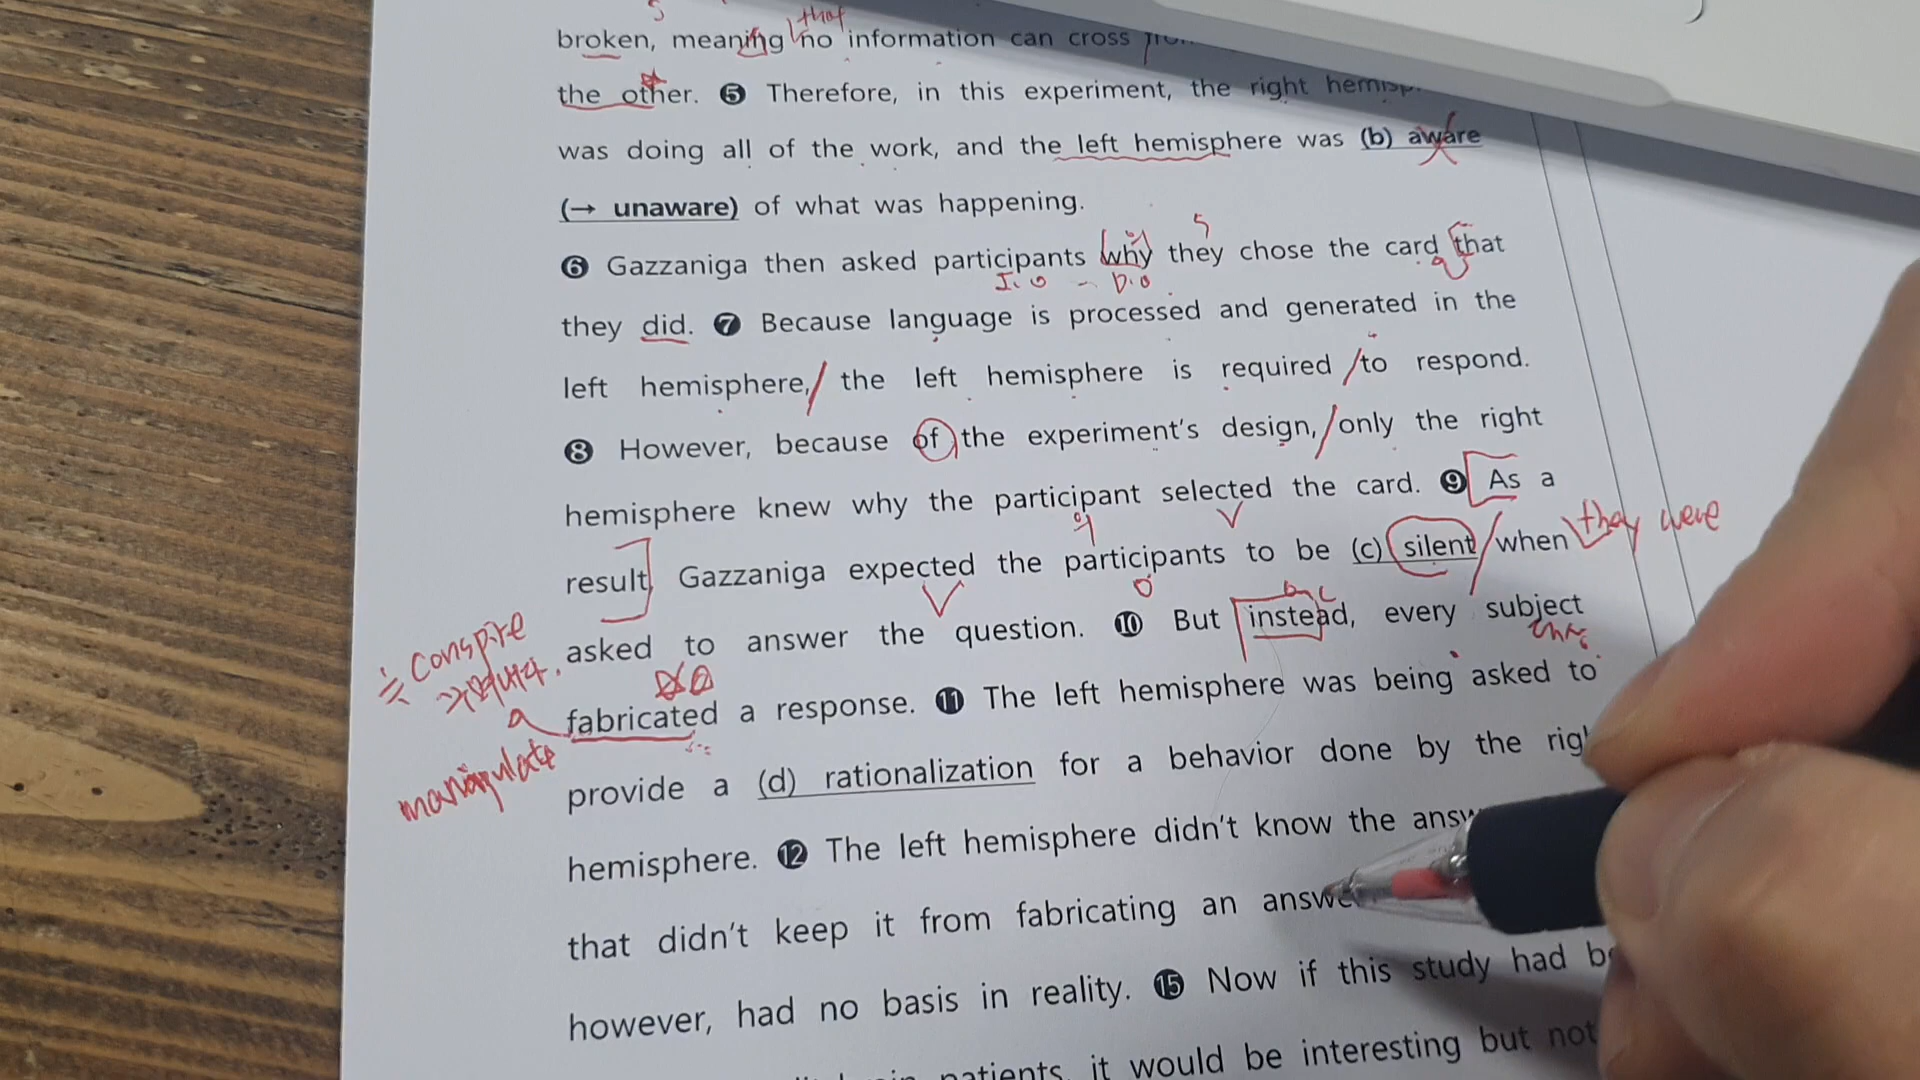 that
broken, meaning no information can cross
the other. ❺ Therefore, in this experiment, the right
was doing all of the work, and the left hemisphere was (b) aware
(→ unaware) of what was happening.
S
❻ Gazzaniga then asked participants why they chose the card that
I.O D.O
they did. ❼ Because language is processed and generated in the
left hemisphere, the left hemisphere is required to respond.
❽ However, because of the experiment's design, only the right
hemisphere knew why the participant selected the card. ❾ As a
they were
result, Gazzaniga expected the participants to be (c) silent when
asked to answer the question. ❿ But instead, every subject
conspire
fabricated a response. ⓫ The left hemisphere was being asked to
manipulate
provide a (d) rationalization for a behavior done by the
hemisphere. ⓬ The left hemisphere didn't know the
that didn't keep it from fabricating an
however, had no basis in reality. ⓯ Now if this study had
patients, it would be interesting but not